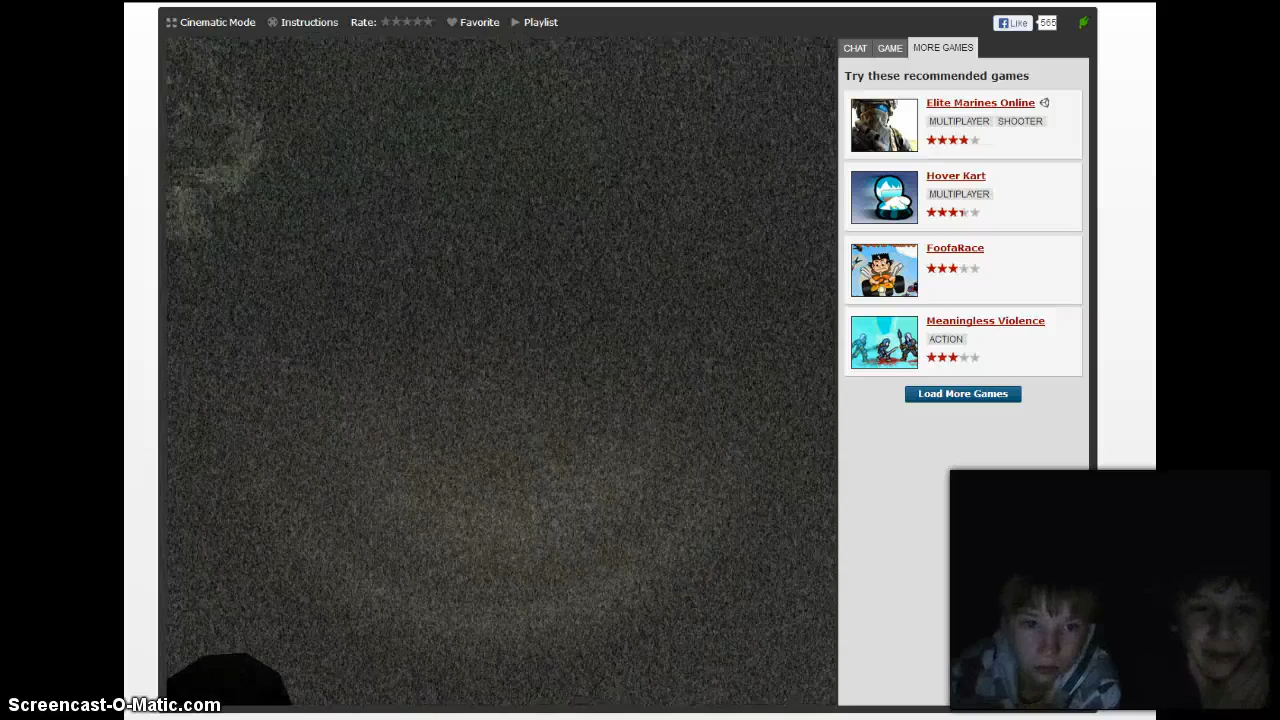 Cinematic Mode Instructions Rate: Favorite Playlist Like 565
CHAT GAME MORE GAMES
Try these recommended games
Elite Marines Online
MULTIPLAYER SHOOTER
Hover Kart
MULTIPLAYER
FoofaRace
Meaningless Violence
ACTION
Load More Games
Screencast-O-Matic.com